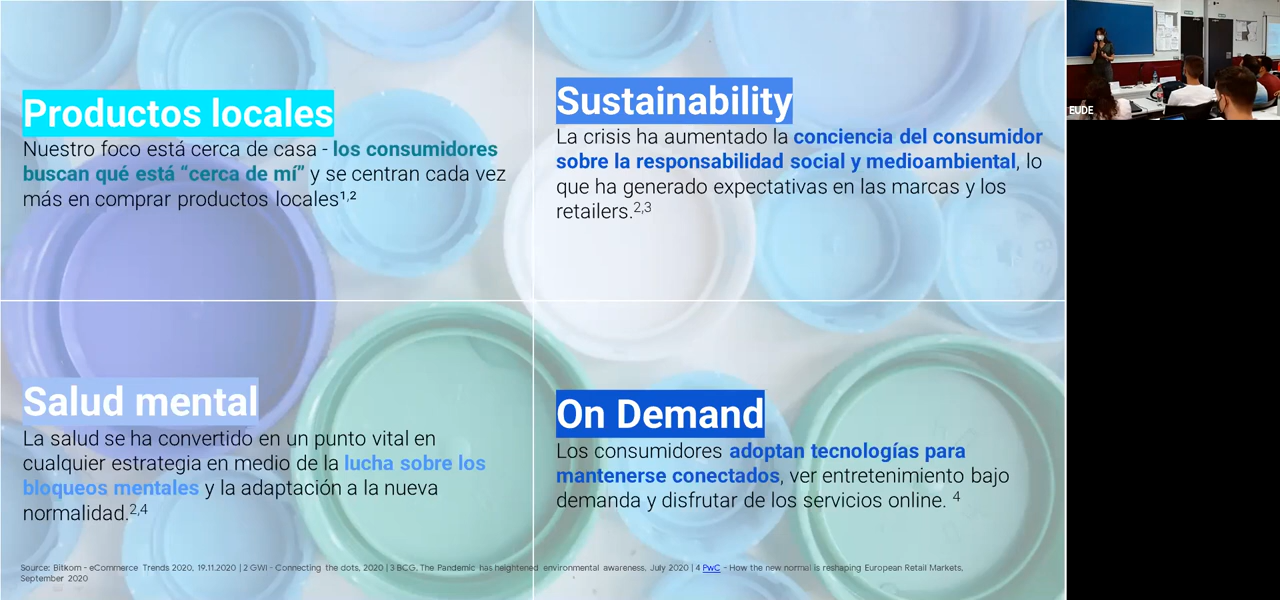 Productos locales
Nuestro foco está cerca de casa - los consumidores
buscan qué está “cerca de mí” y se centran cada vez
más en comprar productos locales¹,²
Sustainability
La crisis ha aumentado la conciencia del consumidor
sobre la responsabilidad social y medioambiental, lo
que ha generado expectativas en las marcas y los
retailers.2,3
Salud mental
La salud se ha convertido en un punto vital en
cualquier estrategia en medio de la lucha sobre los
bloqueos mentales y la adaptación a la nueva
normalidad.2,4
On Demand
Los consumidores adoptan tecnologías para
mantenerse conectados, ver entretenimiento bajo
demanda y disfrutar de los servicios online. 4
Source: Bitkom - eCommerce Trends 2020, 19.11.2020 | 2 GWI - Connecting the dots, 2020 | 3 BCG, The Pandemic has heightened environmental awareness, July 2020 | 4 PwC - How the new normal is reshaping European Retail Markets,
September 2020
EUDE